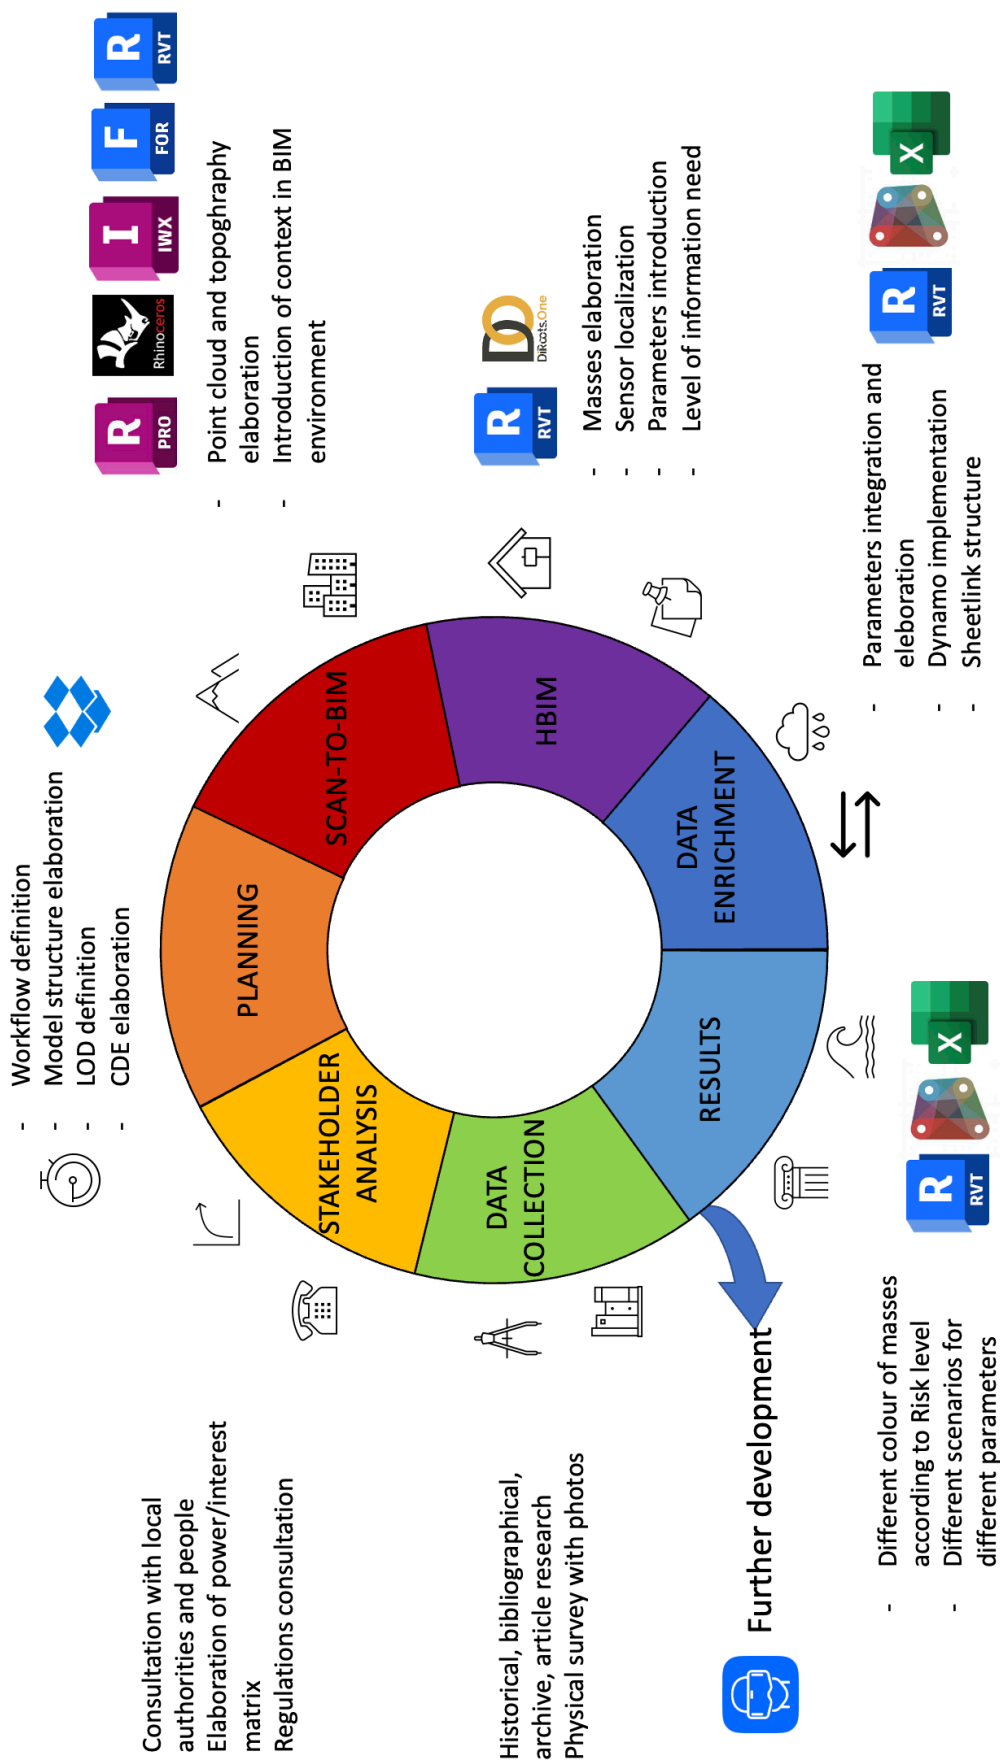 - Workflow definition
- Model structure elaboration
- LOD definition
- CDE elaboration
R
PRO
Rhinoceros
I
IWX
F
FOR
R
RVT
- Point cloud and topoghraphy
elaboration
- Introduction of context in BIM
environment
Consultation with local
authorities and people
Elaboration of power/interest
matrix
Regulations consultation
PLANNING
SCAN-TO-BIM
STAKEHOLDER
ANALYSIS
HBIM
DATA
COLLECTION
DATA
ENRICHMENT
RESULTS
R
RVT
DiRoots.One
- Masses elaboration
- Sensor localization
- Parameters introduction
- Level of information need
Historical, bibliographical,
archive, article research
Physical survey with photos
Further development
- Different colour of masses
according to Risk level
- Different scenarios for
different parameters
R
RVT
X
- Parameters integration and
eleboration
- Dynamo implementation
- Sheetlink structure
R
RVT
X